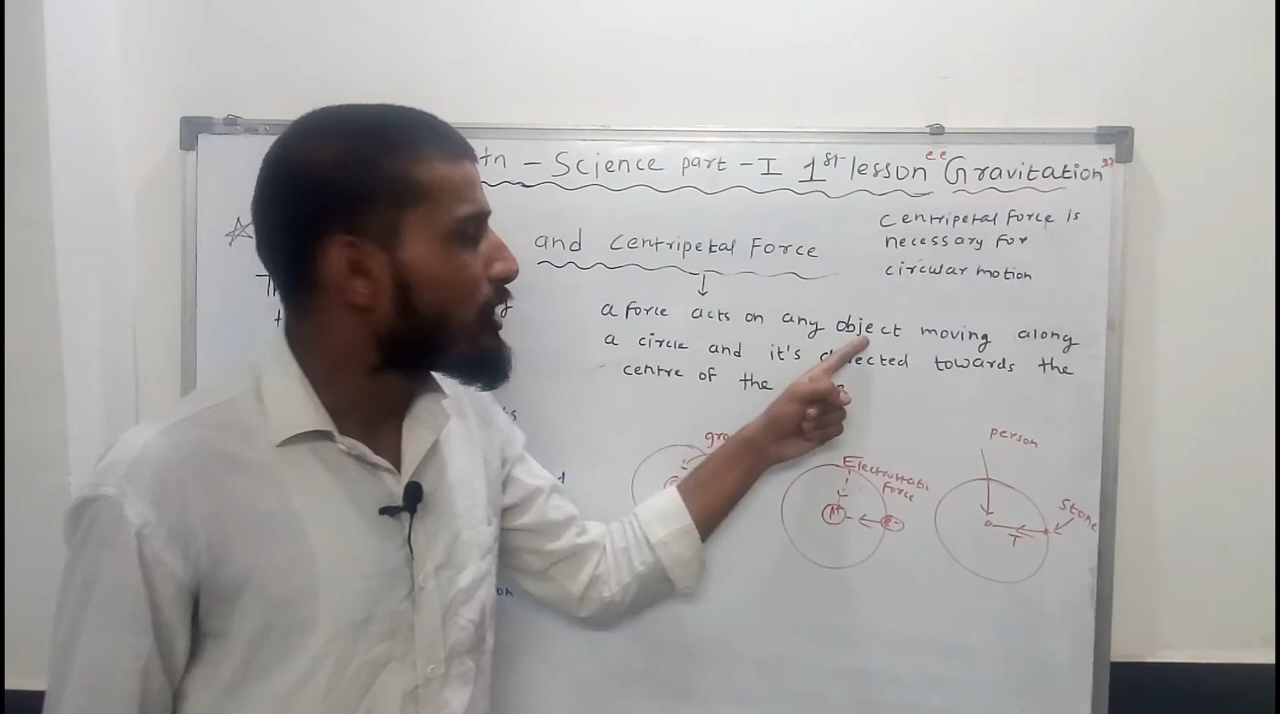 tn - Science part - I 1st lesson "Gravitation"
and Centripetal Force
Centripetal Force is
necessary for
circular motion
a force acts on any object moving along
a circle and it's directed towards the
centre of the
person
Electrostatic
Force
e-
Stone
T